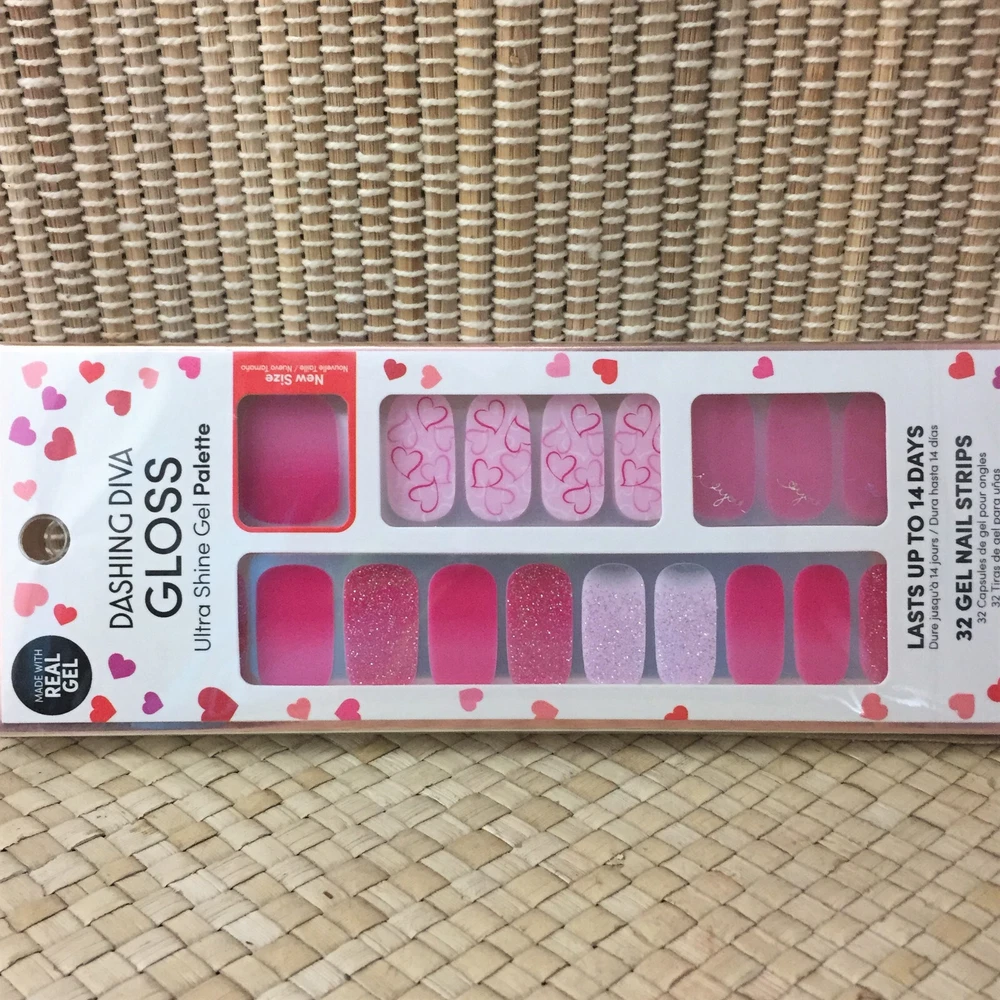 DASHING DIVA
GLOSS
Ultra Shine Gel Palette
MADE WITH
REAL
GEL
New Size
Nouvelle Taille / Nuevo Tamaño
LASTS UP TO 14 DAYS
Dure jusqu'à 14 jours / Dura hasta 14 días
32 GEL NAIL STRIPS
32 Capsules de gel pour ongles
32 Tiras de gel para uñas